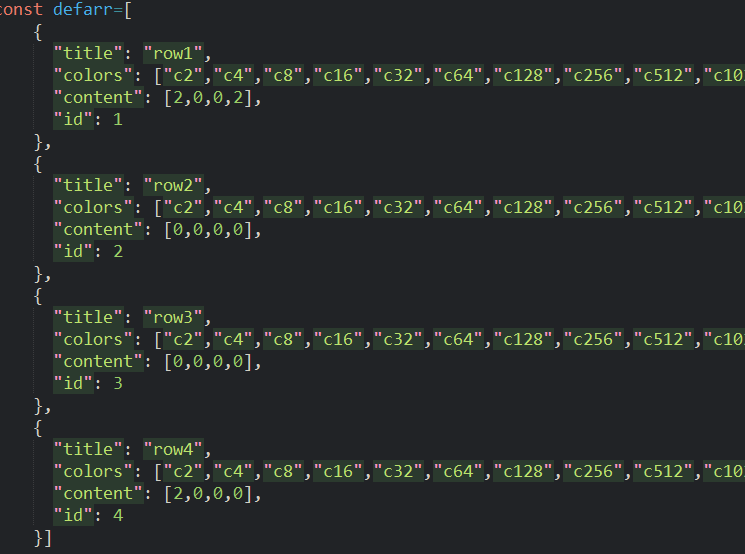 const defarr=[
{
"title": "row1",
"colors": ["c2","c4","c8","c16","c32","c64","c128","c256","c512","c10
"content": [2,0,0,2],
"id": 1
},
{
"title": "row2",
"colors": ["c2","c4","c8","c16","c32","c64","c128","c256","c512","c10
"content": [0,0,0,0],
"id": 2
},
{
"title": "row3",
"colors": ["c2","c4","c8","c16","c32","c64","c128","c256","c512","c10
"content": [0,0,0,0],
"id": 3
},
{
"title": "row4",
"colors": ["c2","c4","c8","c16","c32","c64","c128","c256","c512","c10
"content": [2,0,0,0],
"id": 4
}]